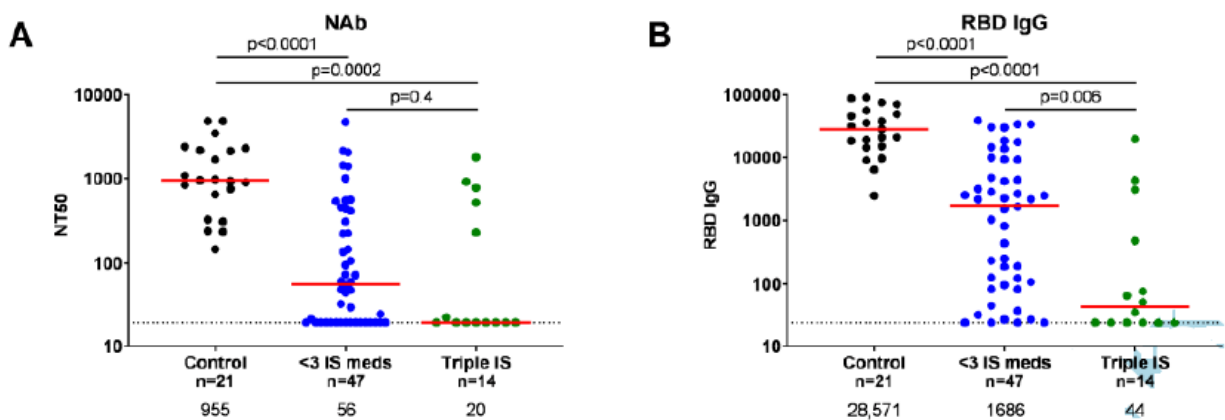 A
NAb
p<0.0001
p=0.0002
p=0.4
10000
1000
100
10
NT50
Control
n=21
955
<3 IS meds
n=47
56
Triple IS
n=14
20
B
RBD IgG
p<0.0001
p<0.0001
p=0.006
100000
10000
1000
100
10
RBD IgG
Control
n=21
28,571
<3 IS meds
n=47
1686
Triple IS
n=14
44